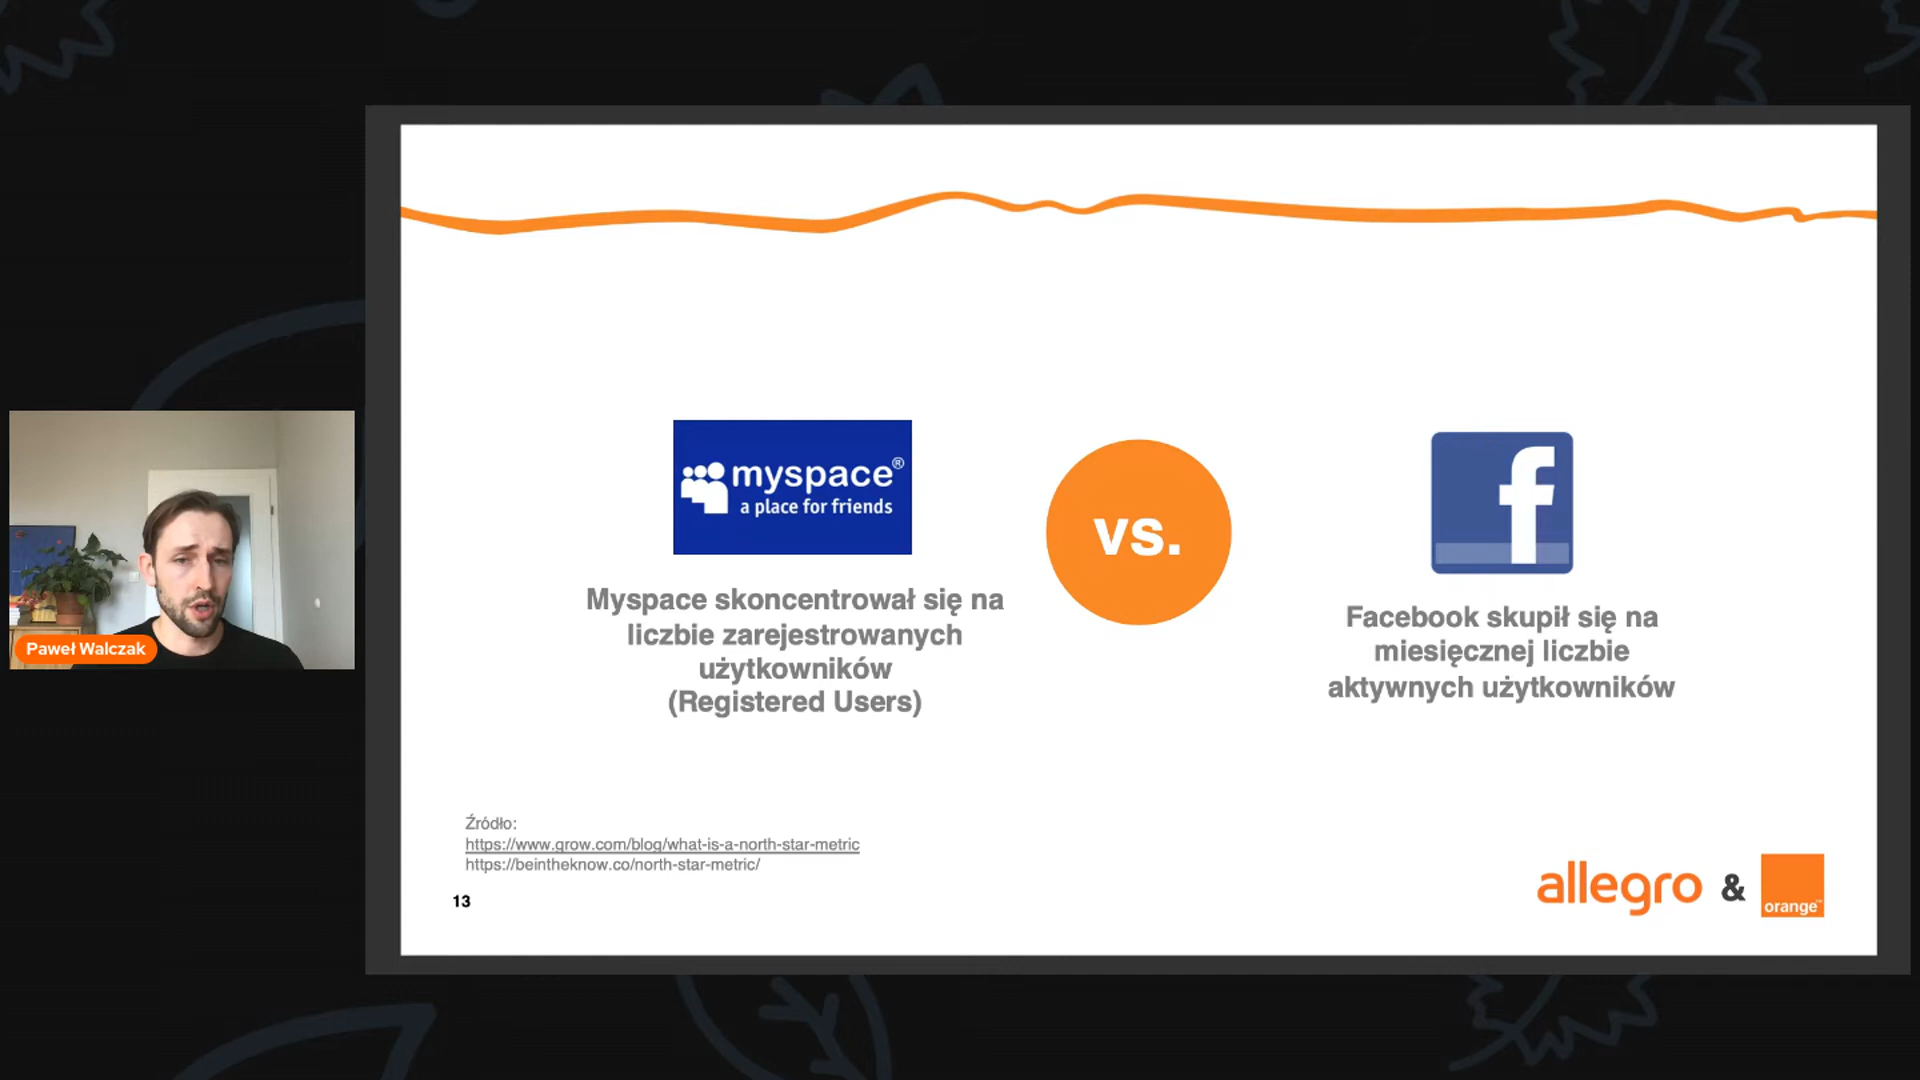 myspace®
a place for friends
Myspace skoncentrował się na
liczbie zarejestrowanych
użytkowników
(Registered Users)
vs.
f
Facebook skupił się na
miesięcznej liczbie
aktywnych użytkowników
Paweł Walczak
Źródło:
https://www.grow.com/blog/what-is-a-north-star-metric
https://beintheknow.co/north-star-metric/
13
allegro & orange™